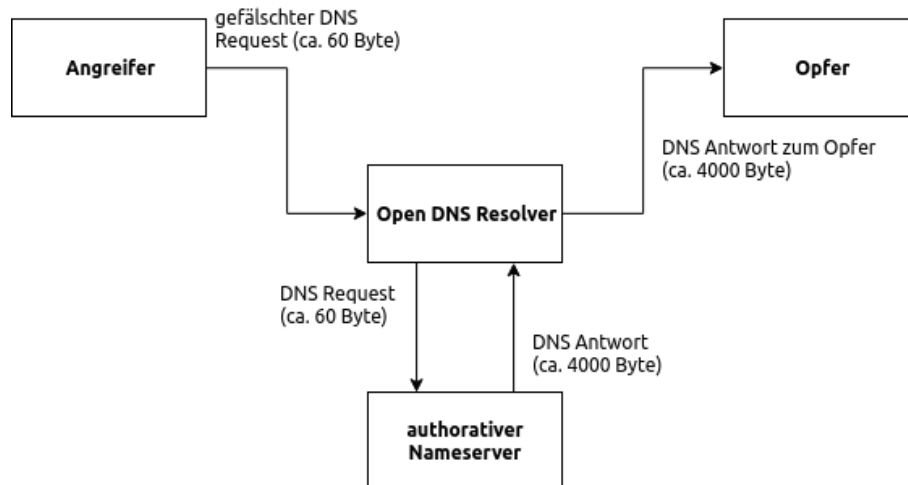 gefälschter DNS
Request (ca. 60 Byte)
Angreifer
Opfer
DNS Antwort zum Opfer
(ca. 4000 Byte)
Open DNS Resolver
DNS Request
(ca. 60 Byte)
DNS Antwort
(ca. 4000 Byte)
authorativer
Nameserver